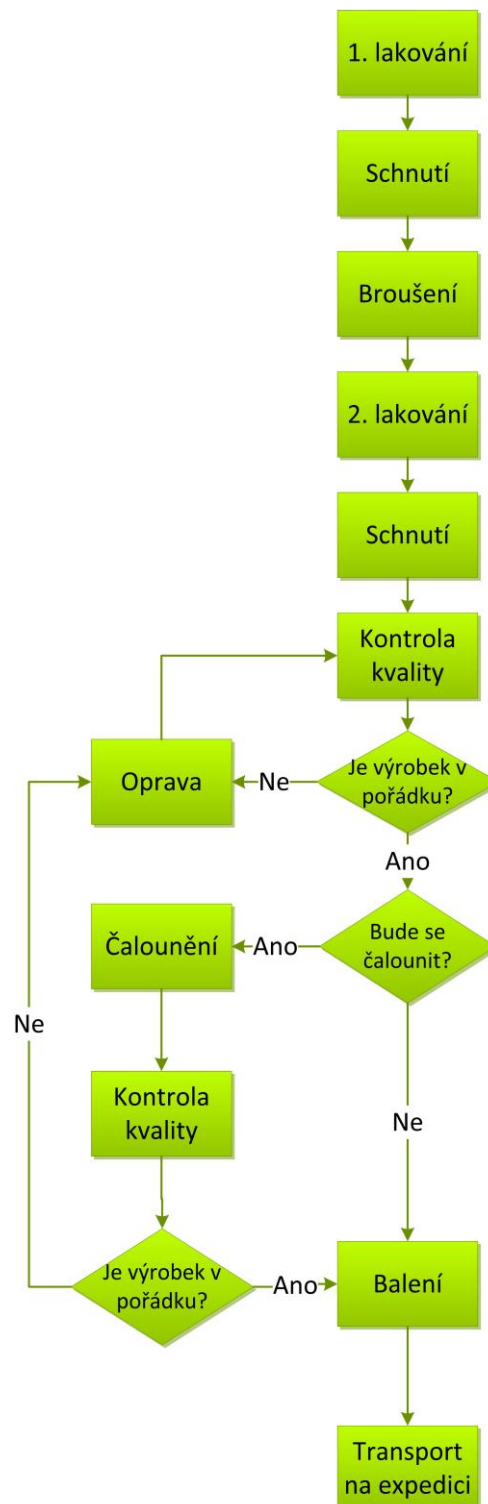 1. lakování
Schnutí
Broušení
2. lakování
Schnutí
Kontrola
kvality
Je výrobek v
pořádku?
Ne
Oprava
Ano
Bude se
čalounit?
Ano
Čalounění
Ne
Kontrola
kvality
Ne
Je výrobek v
pořádku?
Ano
Balení
Transport
na expedici